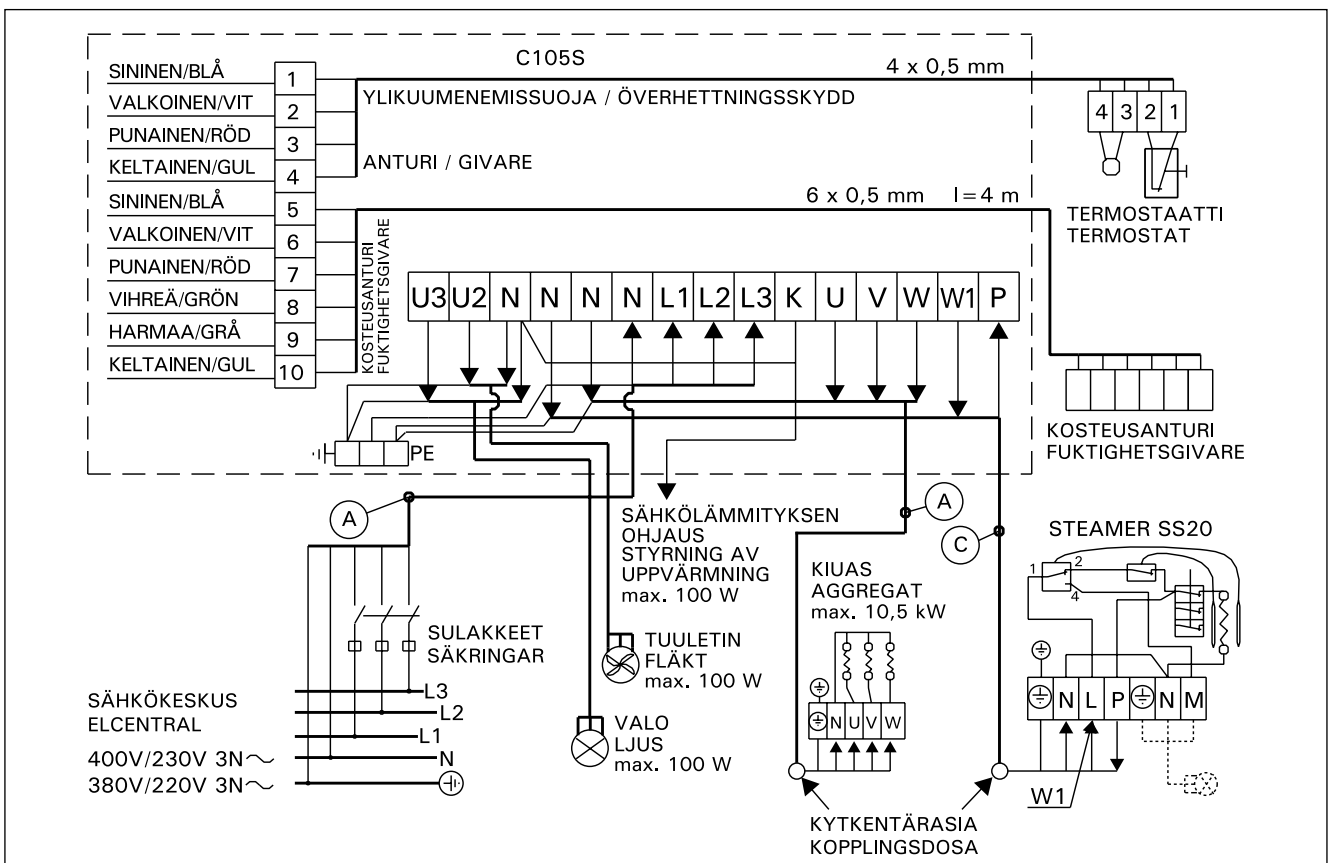 C105S
4 x 0,5 mm
SININEN/BLÅ 1
VALKOINEN/VIT 2
PUNAINEN/RÖD 3
KELTAINEN/GUL 4
SININEN/BLÅ 5
VALKOINEN/VIT 6
PUNAINEN/RÖD 7
VIHREÄ/GRÖN 8
HARMAA/GRÅ 9
KELTAINEN/GUL 10
YLIKUUMENEMISSUOJA / ÖVERHETTNINGSSKYDD
ANTURI / GIVARE
4 3 2 1
TERMOSTAATTI
TERMOSTAT
6 x 0,5 mm l=4 m
KOSTEUSANTURI
FUKTIGHETSGIVARE
U3 U2 N N N N L1 L2 L3 K U V W W1 P
KOSTEUSANTURI
FUKTIGHETSGIVARE
PE
A
A
C
SÄHKÖLÄMMITYKSEN
OHJAUS
STYRNING AV
UPPVÄRMNING
max. 100 W
KIUAS
AGGREGAT
max. 10,5 kW
N U V W
STEAMER SS20
1 2
4
N L P N M
W1
SULAKKEET
SÄKRINGAR
TUULETIN
FLÄKT
max. 100 W
VALO
LJUS
max. 100 W
SÄHKÖKESKUS
ELCENTRAL
400V/230V 3N~
380V/220V 3N~
L3
L2
L1
N
KYTKENTÄRASIA
KOPPLINGSDOSA